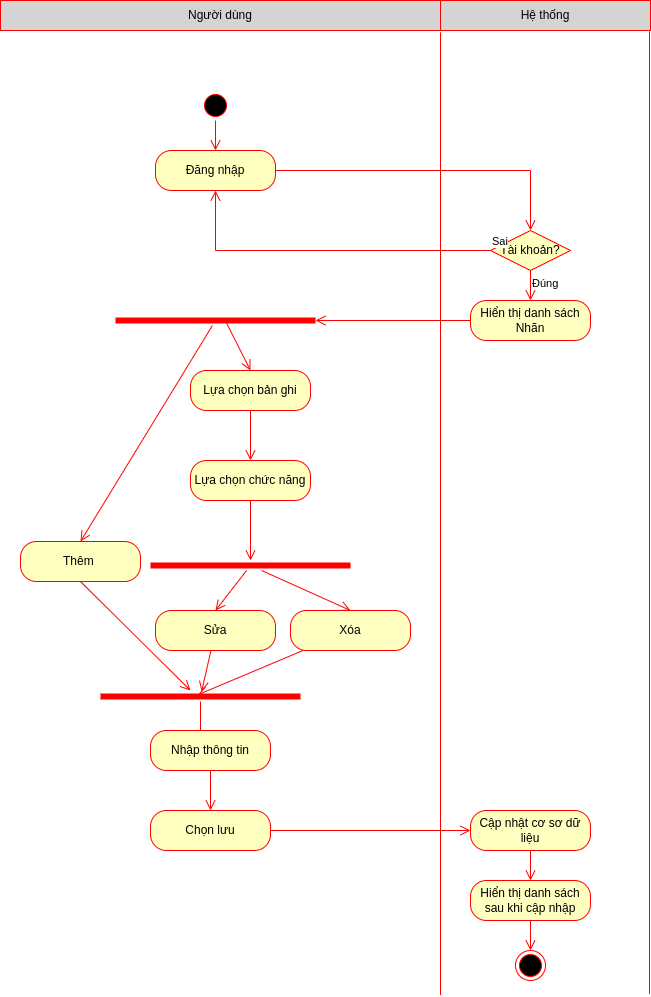 Người dùng
Hệ thống
Đăng nhập
Sai
Tài khoản?
Đúng
Hiển thị danh sách
Nhãn
Lựa chọn bản ghi
Lựa chọn chức năng
Thêm
Sửa
Xóa
Nhập thông tin
Chọn lưu
Cập nhật cơ sơ dữ
liệu
Hiển thị danh sách
sau khi cập nhập